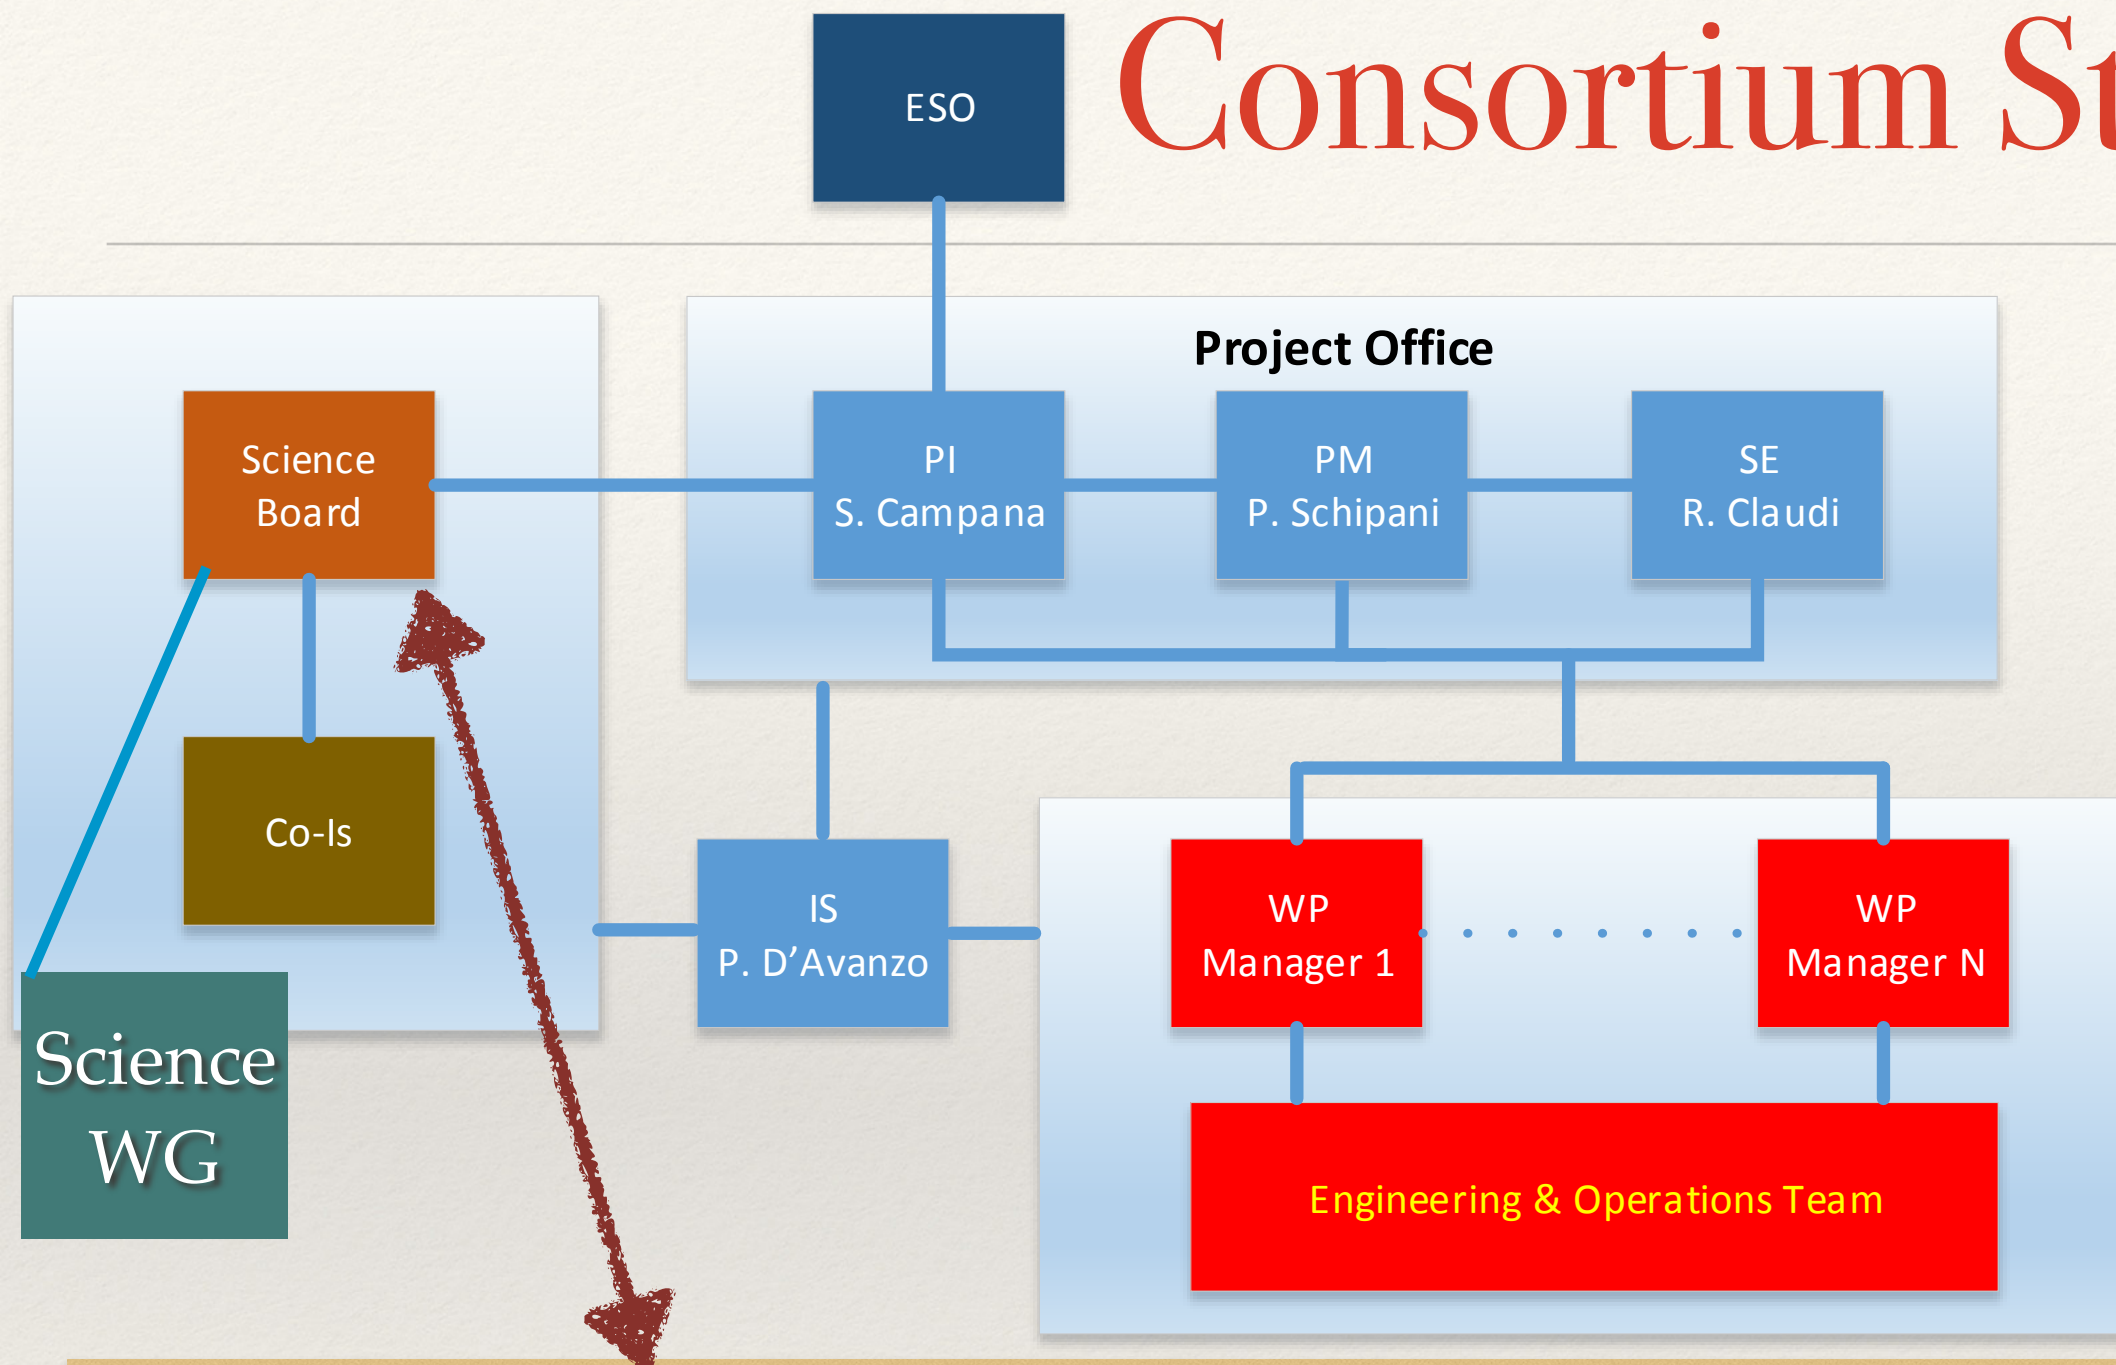 ESO
Consortium St
Project Office
Science
Board
PI
S. Campana
PM
P. Schipani
SE
R. Claudi
Co-Is
IS
P. D’Avanzo
WP
Manager 1
WP
Manager N
Science
WG
Engineering & Operations Team